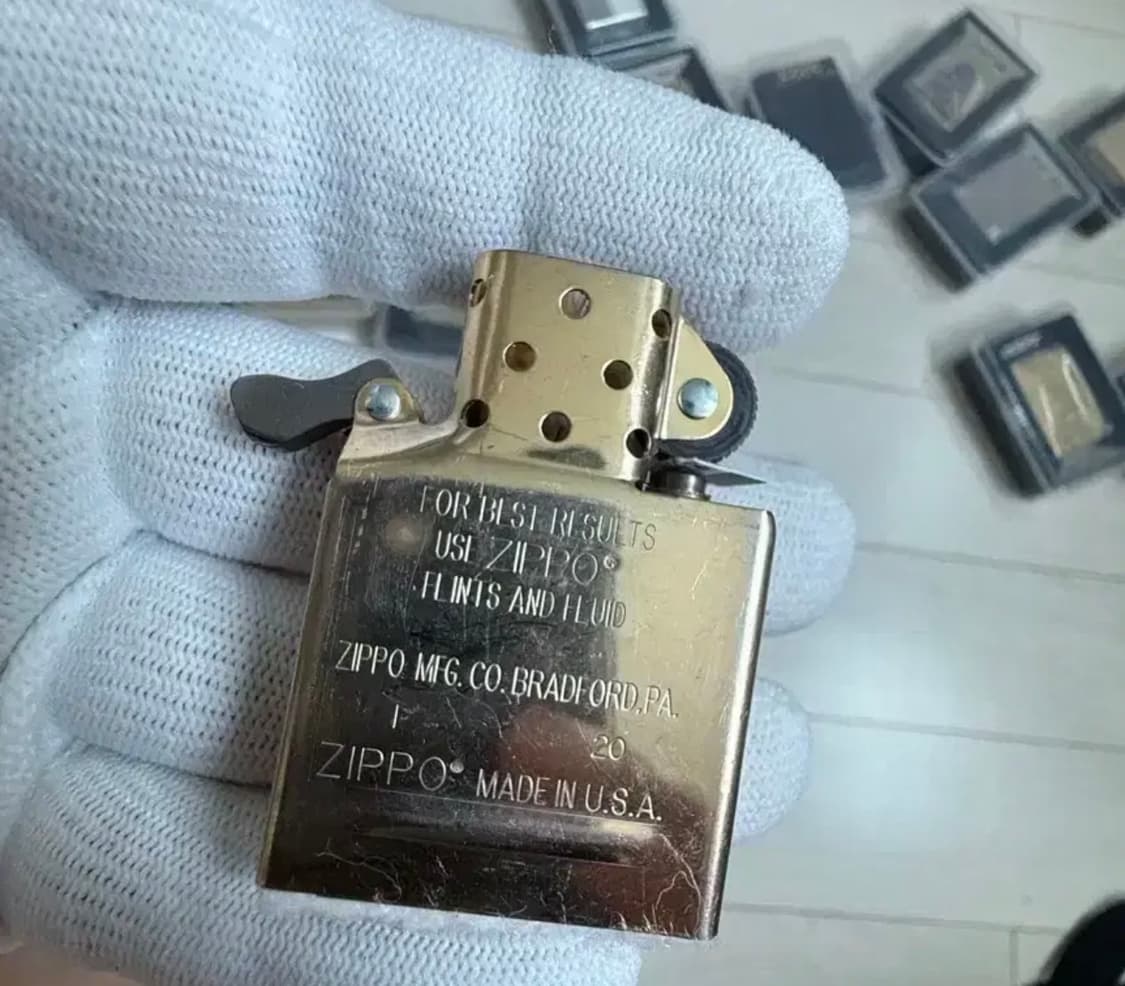 FOR BEST RESULTS
USE ZIPPO®
FLINTS AND FLUID
ZIPPO MFG. CO. BRADFORD, PA.
20
ZIPPO® MADE IN U.S.A.